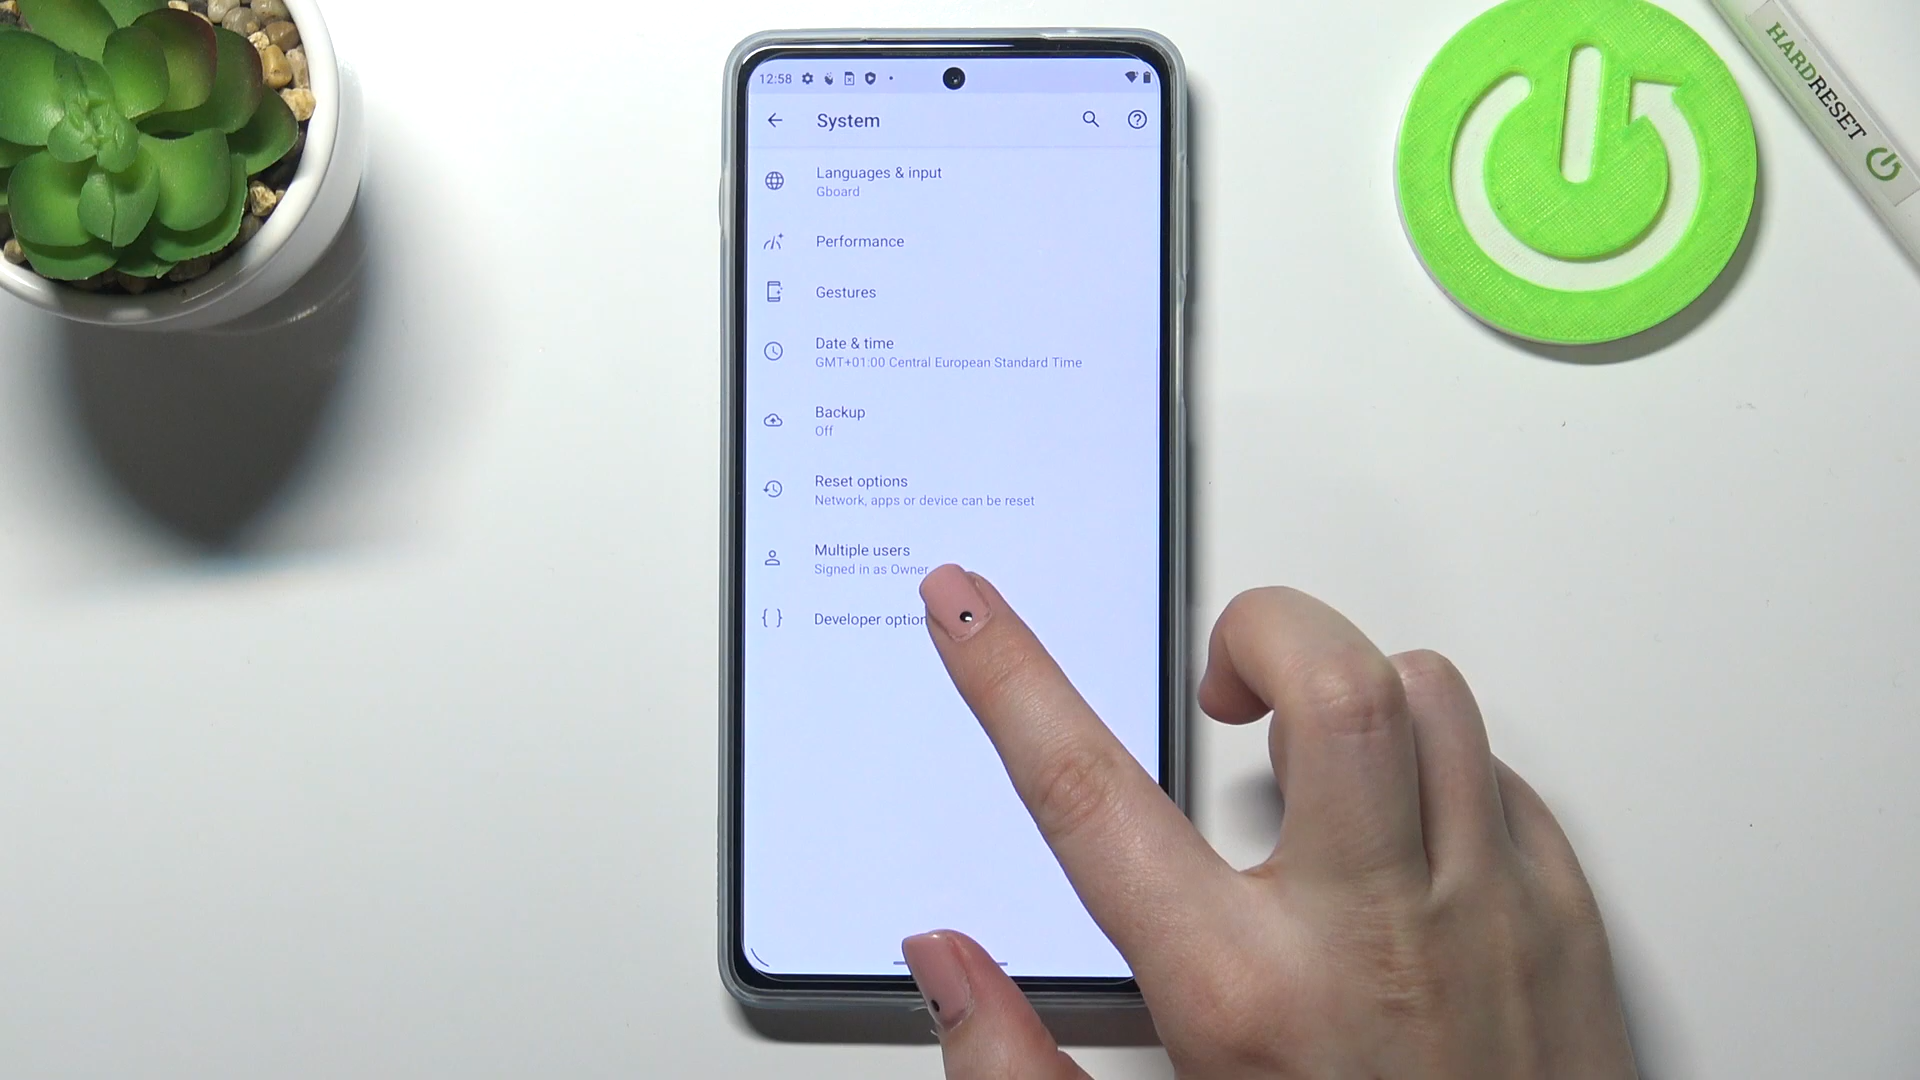 12:58
System
Languages & input
Gboard
Performance
Gestures
Date & time
GMT+01:00 Central European Standard Time
Backup
Off
Reset options
Network, apps or device can be reset
Multiple users
Signed in as Owner
Developer option
HARDRESET